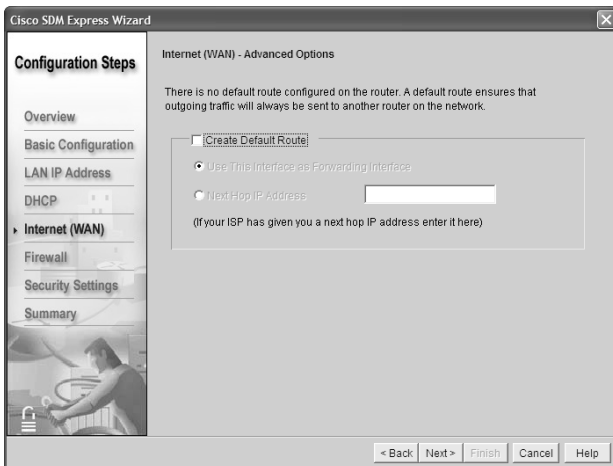 Cisco SDM Express Wizard
Configuration Steps
Overview
Basic Configuration
LAN IP Address
DHCP
Internet (WAN)
Firewall
Security Settings
Summary
Internet (WAN) - Advanced Options
There is no default route configured on the router. A default route ensures that
outgoing traffic will always be sent to another router on the network.
Create Default Route
Use This Interface as Forwarding Interface
Next Hop IP Address
(If your ISP has given you a next hop IP address enter it here)
< Back Next > Finish Cancel Help